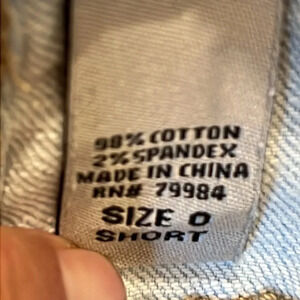 98% COTTON
2% SPANDEX
MADE IN CHINA
RN# 79984
SIZE 0
SHORT